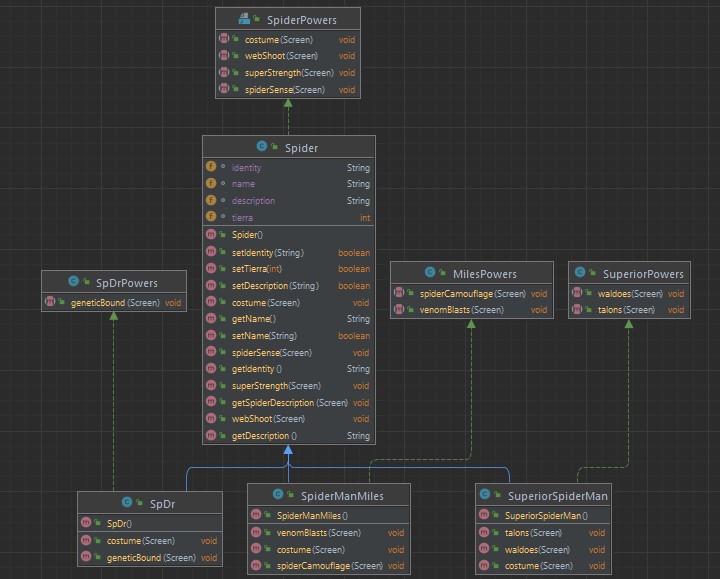 SpiderPowers
costume(Screen) void
webShoot(Screen) void
superStrength(Screen) void
spiderSense(Screen) void
Spider
identity String
name String
description String
tierra int
Spider()
setIdentity(String) boolean
setTierra(int) boolean
setDescription(String) boolean
costume(Screen) void
getName() String
setName(String) boolean
spiderSense(Screen) void
getIdentity () String
superStrength(Screen) void
getSpiderDescription(Screen) void
webShoot(Screen) void
getDescription () String
SpDrPowers
geneticBound (Screen) void
MilesPowers
spiderCamouflage(Screen) void
venomBlasts(Screen) void
SuperiorPowers
waldoes(Screen) void
talons(Screen) void
SpDr
SpDr()
costume(Screen) void
geneticBound (Screen) void
SpiderManMiles
SpiderManMiles()
venomBlasts(Screen) void
costume(Screen) void
spiderCamouflage(Screen) void
SuperiorSpiderMan
SuperiorSpiderMan()
talons(Screen) void
waldoes(Screen) void
costume(Screen) void